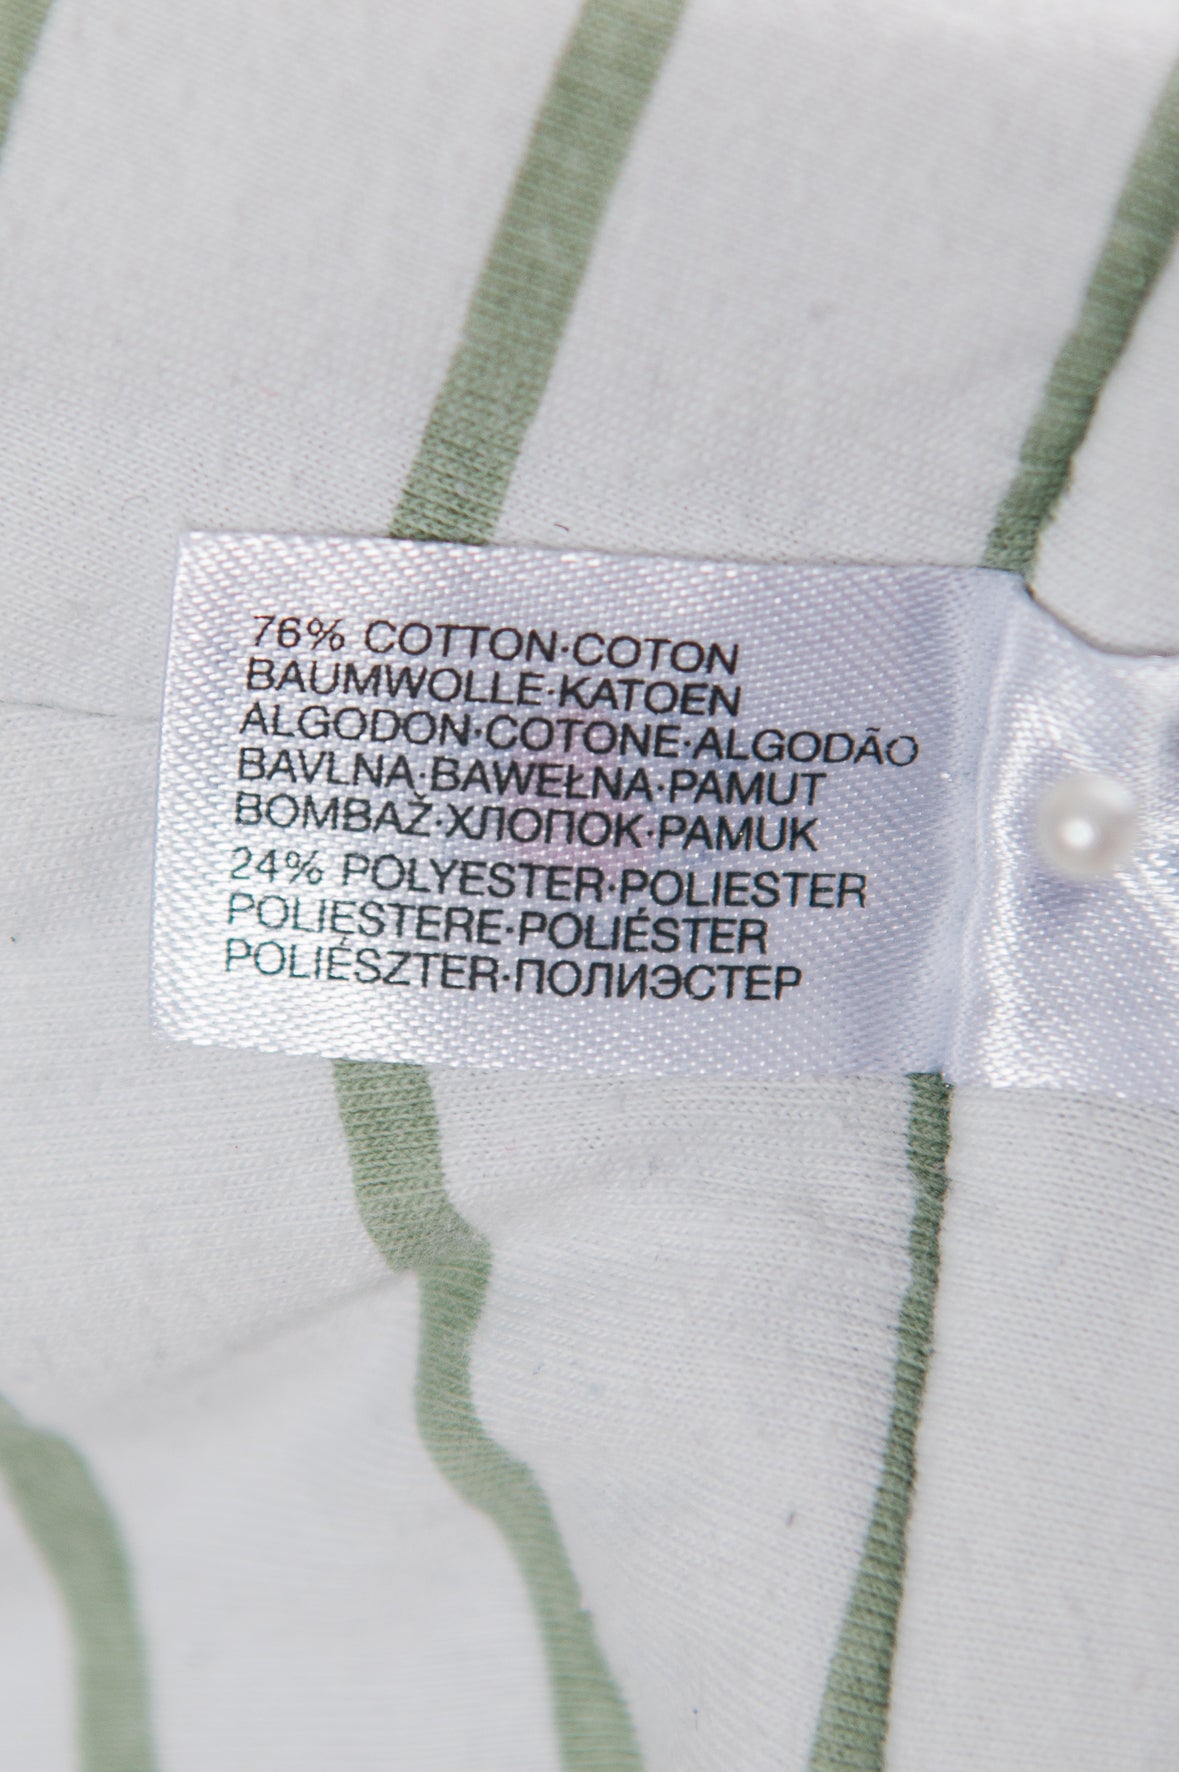 76% COTTON·COTON
BAUMWOLLE·KATOEN
ALGODON·COTONE·ALGODÃO
BAVLNA·BAWEŁNA·PAMUT
BOMBAŽ·ХЛОПОК·PAMUK
24% POLYESTER·POLIESTER
POLIESTERE·POLIÉSTER
POLIÉSZTER·ПОЛИЭСТЕР